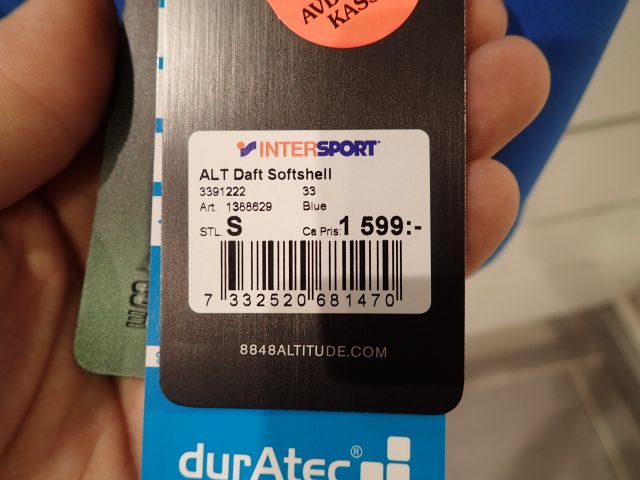 KASS
INTERSPORT
ALT Daft Softshell
3391222 33
Art. 1388629 Blue
STL. S Ca Pris: 1 599:-
7 332520 681470
8848ALTITUDE.COM
durAtec®